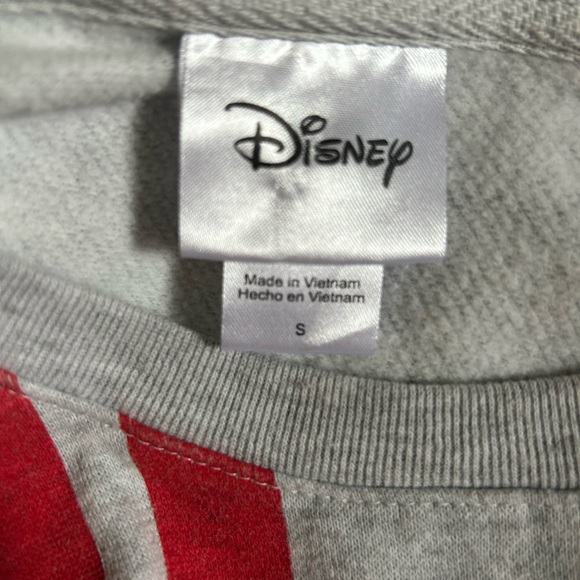 Disney
Made in Vietnam
Hecho en Vietnam
S